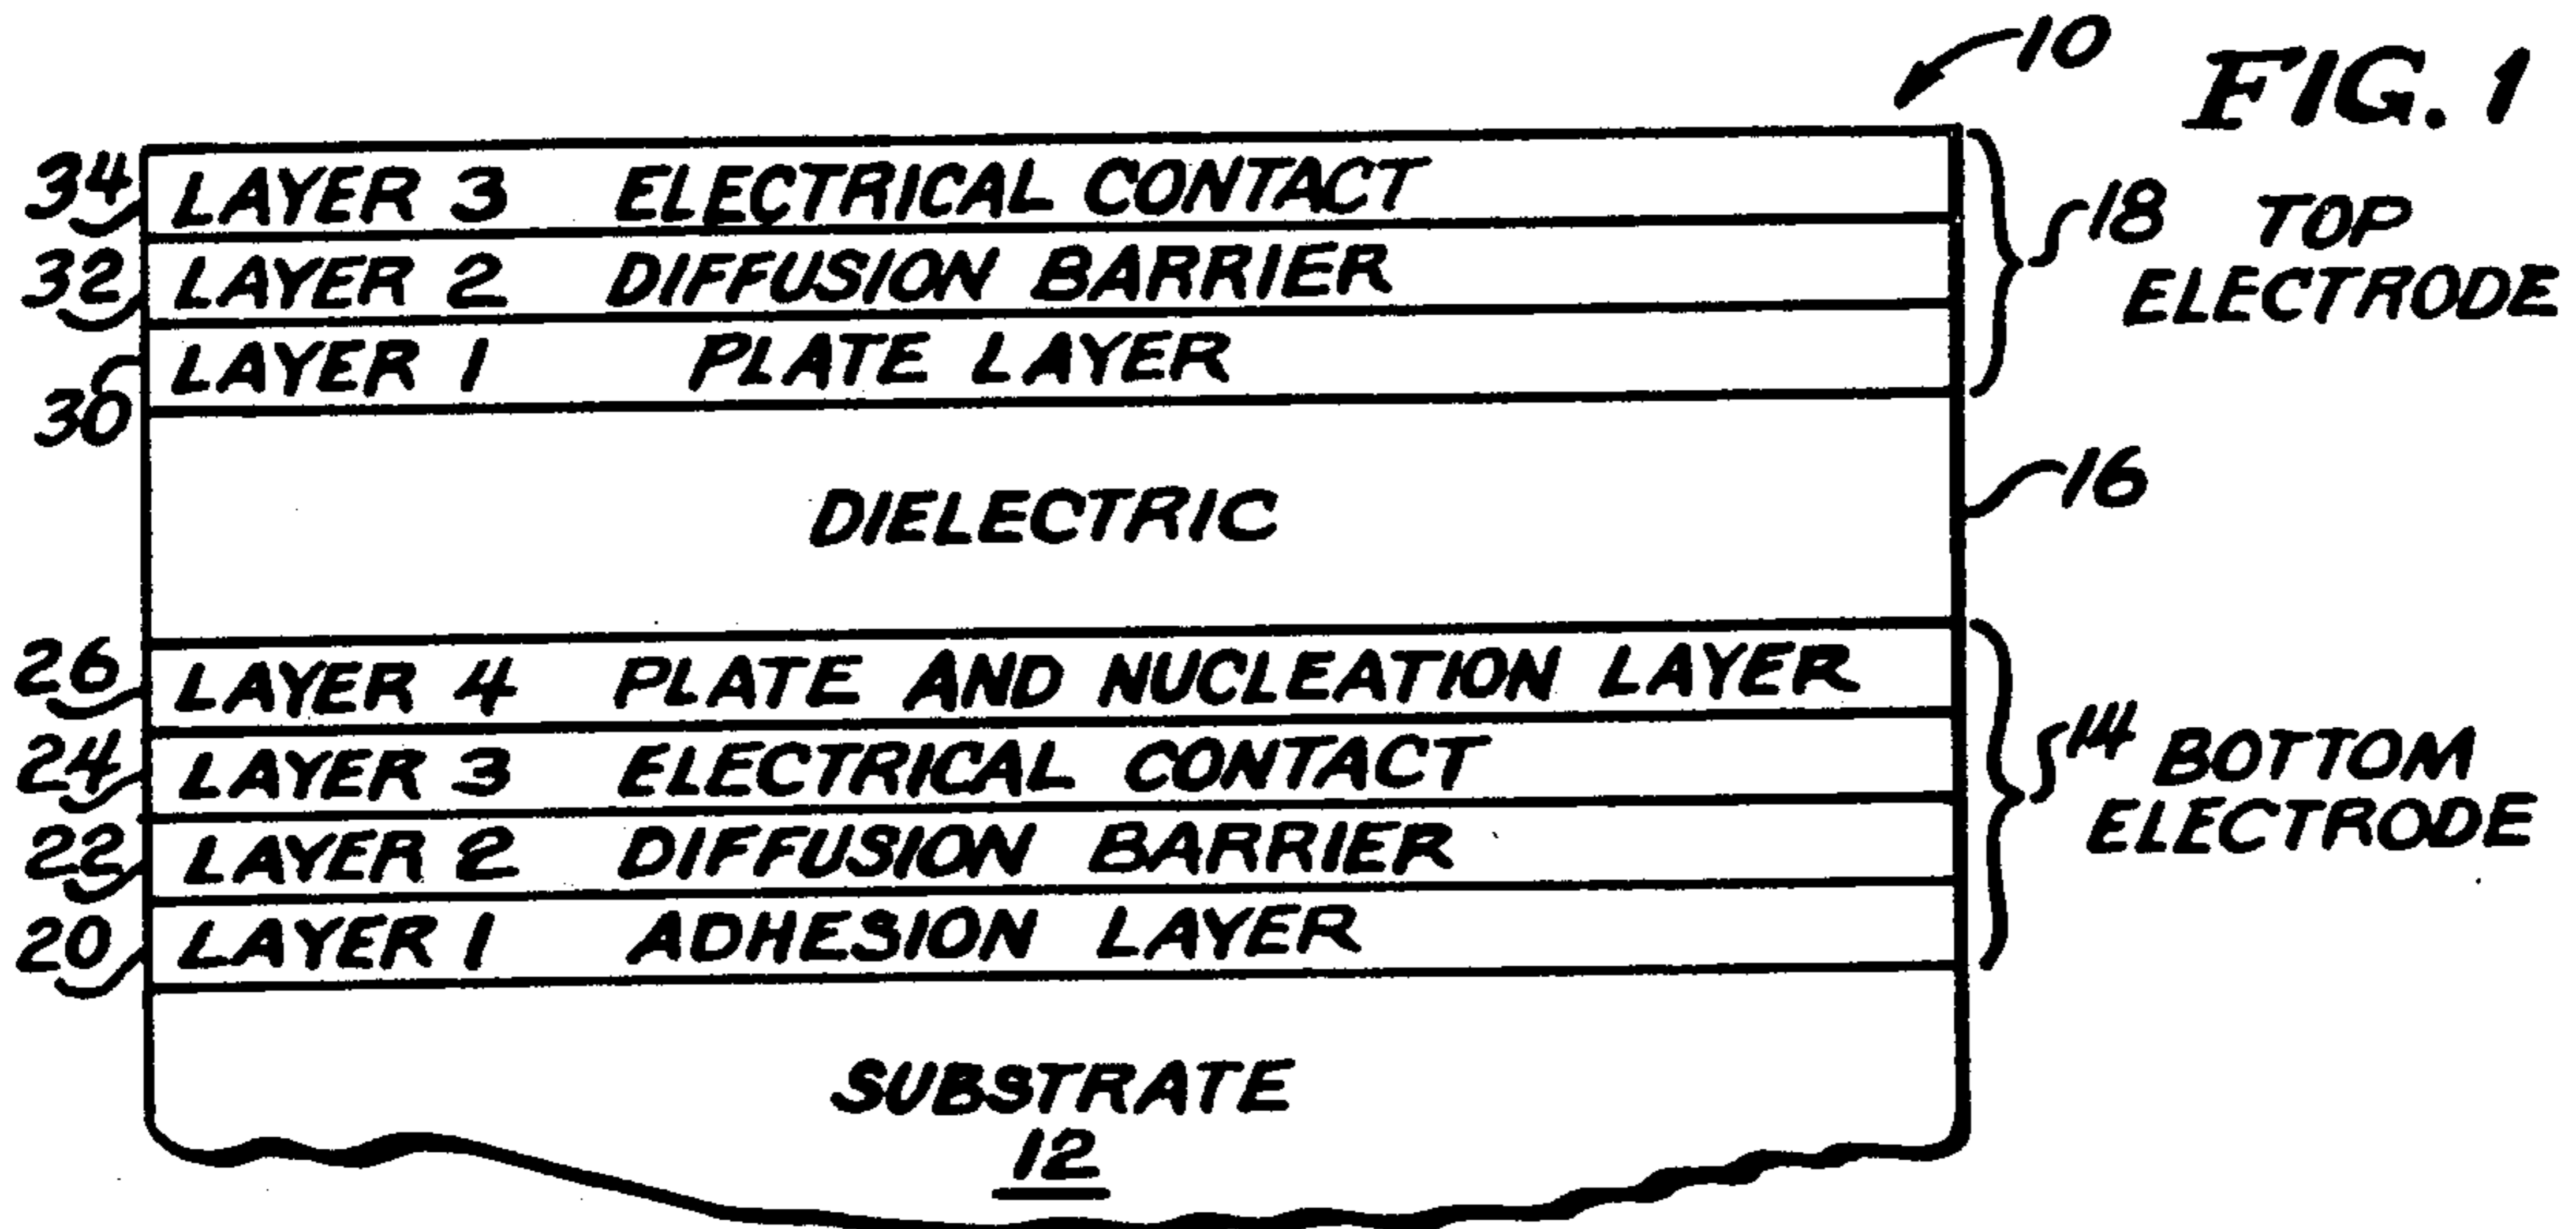 10
FIG. 1
34 LAYER 3 ELECTRICAL CONTACT
32 LAYER 2 DIFFUSION BARRIER
30 LAYER 1 PLATE LAYER
18 TOP
ELECTRODE
DIELECTRIC
16
26 LAYER 4 PLATE AND NUCLEATION LAYER
24 LAYER 3 ELECTRICAL CONTACT
22 LAYER 2 DIFFUSION BARRIER
20 LAYER 1 ADHESION LAYER
14 BOTTOM
ELECTRODE
SUBSTRATE
12